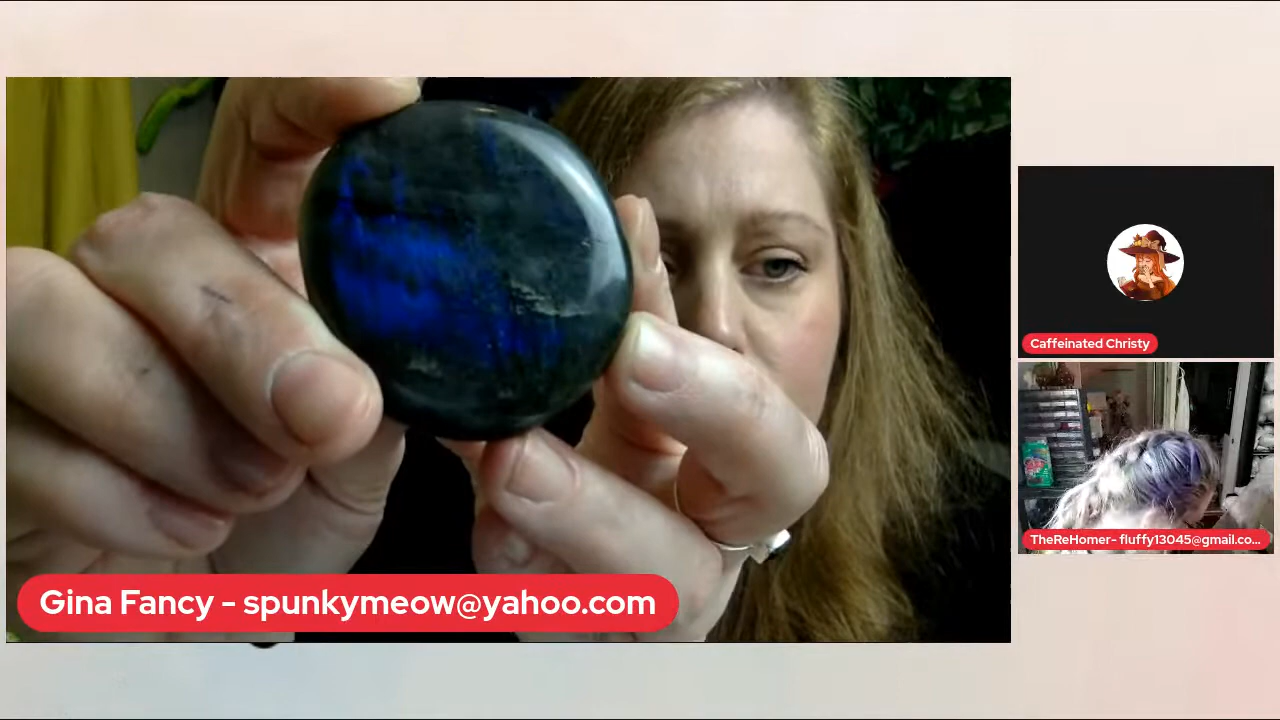 Gina Fancy - spunkymeow@yahoo.com
Caffeinated Christy
TheReHomer- fluffy13045@gmail.co...